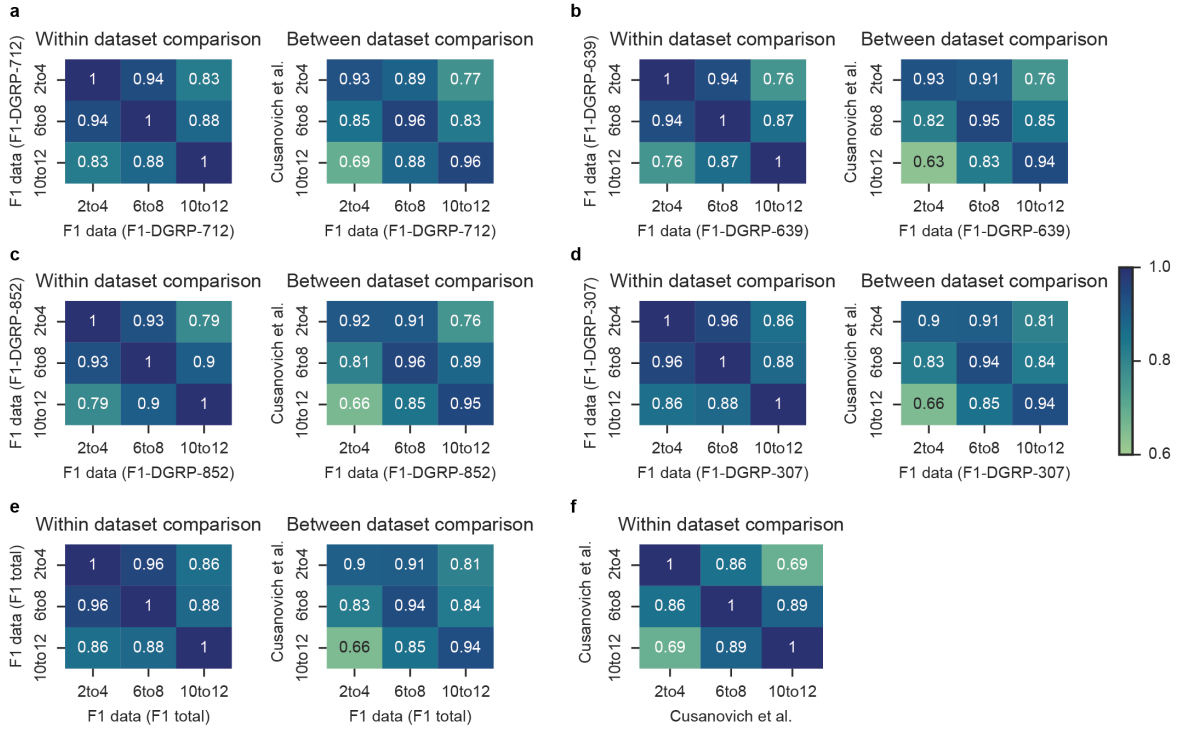 a
Within dataset comparison
F1 data (F1-DGRP-712)
2to4
6to8
10to12
1 0.94 0.83
0.94 1 0.88
0.83 0.88 1
2to4 6to8 10to12
F1 data (F1-DGRP-712)
Between dataset comparison
Cusanovich et al.
2to4
6to8
10to12
0.93 0.89 0.77
0.85 0.96 0.83
0.69 0.88 0.96
2to4 6to8 10to12
F1 data (F1-DGRP-712)
b
Within dataset comparison
F1 data (F1-DGRP-639)
2to4
6to8
10to12
1 0.94 0.76
0.94 1 0.87
0.76 0.87 1
2to4 6to8 10to12
F1 data (F1-DGRP-639)
Between dataset comparison
Cusanovich et al.
2to4
6to8
10to12
0.93 0.91 0.76
0.82 0.95 0.85
0.63 0.83 0.94
2to4 6to8 10to12
F1 data (F1-DGRP-639)
c
Within dataset comparison
F1 data (F1-DGRP-852)
2to4
6to8
10to12
1 0.93 0.79
0.93 1 0.9
0.79 0.9 1
2to4 6to8 10to12
F1 data (F1-DGRP-852)
Between dataset comparison
Cusanovich et al.
2to4
6to8
10to12
0.92 0.91 0.76
0.81 0.96 0.89
0.66 0.85 0.95
2to4 6to8 10to12
F1 data (F1-DGRP-852)
d
Within dataset comparison
F1 data (F1-DGRP-307)
2to4
6to8
10to12
1 0.96 0.86
0.96 1 0.88
0.86 0.88 1
2to4 6to8 10to12
F1 data (F1-DGRP-307)
Between dataset comparison
Cusanovich et al.
2to4
6to8
10to12
0.9 0.91 0.81
0.83 0.94 0.84
0.66 0.85 0.94
2to4 6to8 10to12
F1 data (F1-DGRP-307)
1.0
0.8
0.6
e
Within dataset comparison
F1 data (F1 total)
2to4
6to8
10to12
1 0.96 0.86
0.96 1 0.88
0.86 0.88 1
2to4 6to8 10to12
F1 data (F1 total)
Between dataset comparison
Cusanovich et al.
2to4
6to8
10to12
0.9 0.91 0.81
0.83 0.94 0.84
0.66 0.85 0.94
2to4 6to8 10to12
F1 data (F1 total)
f
Within dataset comparison
Cusanovich et al.
2to4
6to8
10to12
1 0.86 0.69
0.86 1 0.89
0.69 0.89 1
2to4 6to8 10to12
Cusanovich et al.